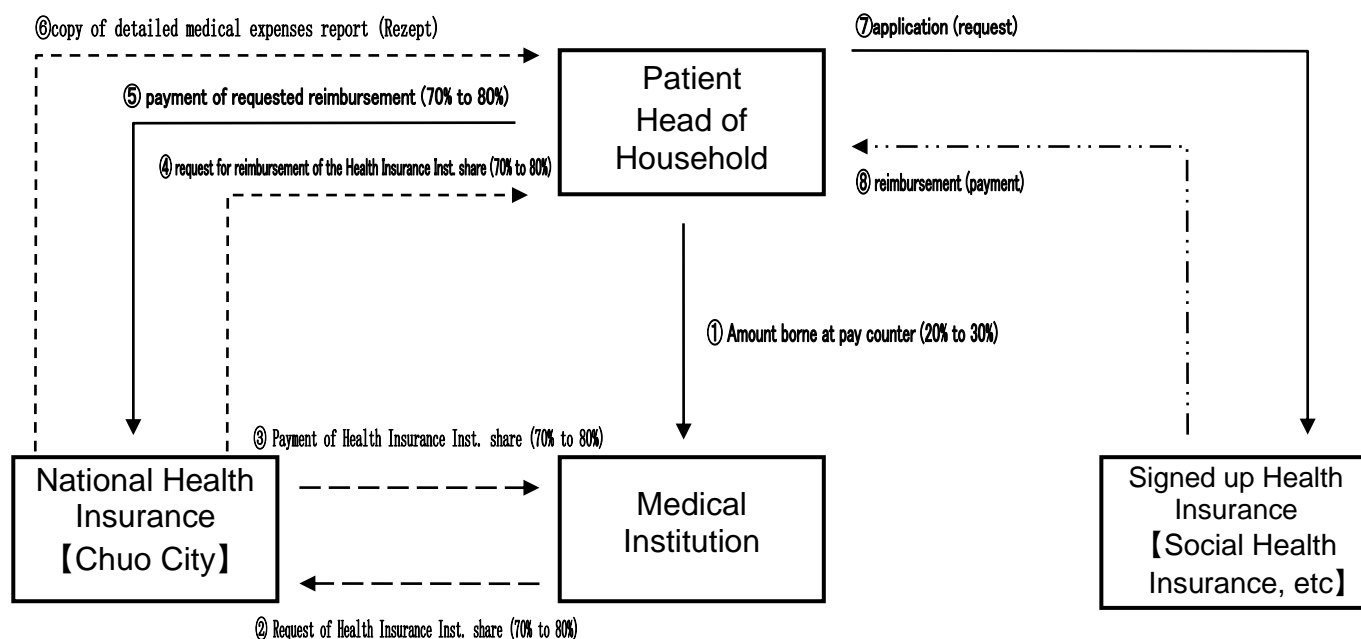 ⑥copy of detailed medical expenses report (Rezept)
⑦application (request)
Patient
Head of
Household
⑤ payment of requested reimbursement (70% to 80%)
④ request for reimbursement of the Health Insurance Inst. share (70% to 80%)
⑧ reimbursement (payment)
① Amount borne at pay counter (20% to 30%)
③ Payment of Health Insurance Inst. share (70% to 80%)
National Health
Insurance
【Chuo City】
Medical
Institution
Signed up Health
Insurance
【Social Health
Insurance, etc】
② Request of Health Insurance Inst. share (70% to 80%)